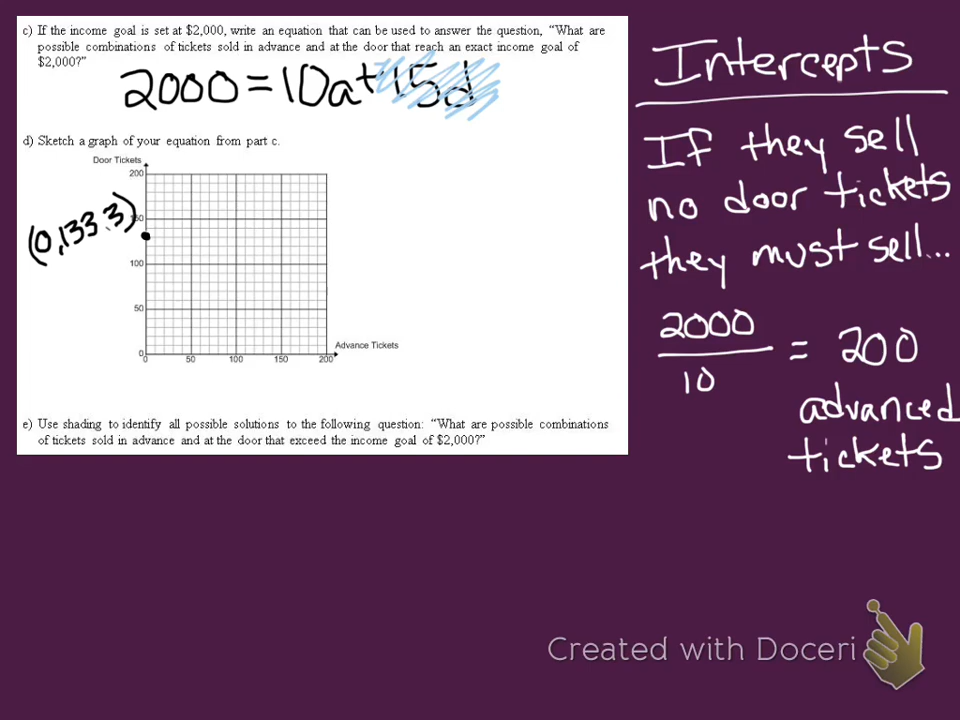 c) If the income goal is set at $2,000, write an equation that can be used to answer the question, "What are
possible combinations of tickets sold in advance and at the door that reach an exact income goal of
$2,000?"
2000 = 10a + 15d
d) Sketch a graph of your equation from part c.
Door Tickets
200
150
100
50
0
0 50 100 150 200
Advance Tickets
(0,133.3)
e) Use shading to identify all possible solutions to the following question: "What are possible combinations
of tickets sold in advance and at the door that exceed the income goal of $2,000?"
Intercepts
If they sell
no door tickets
they must sell...
2000
10
= 200
advanced
tickets
Created with Doceri